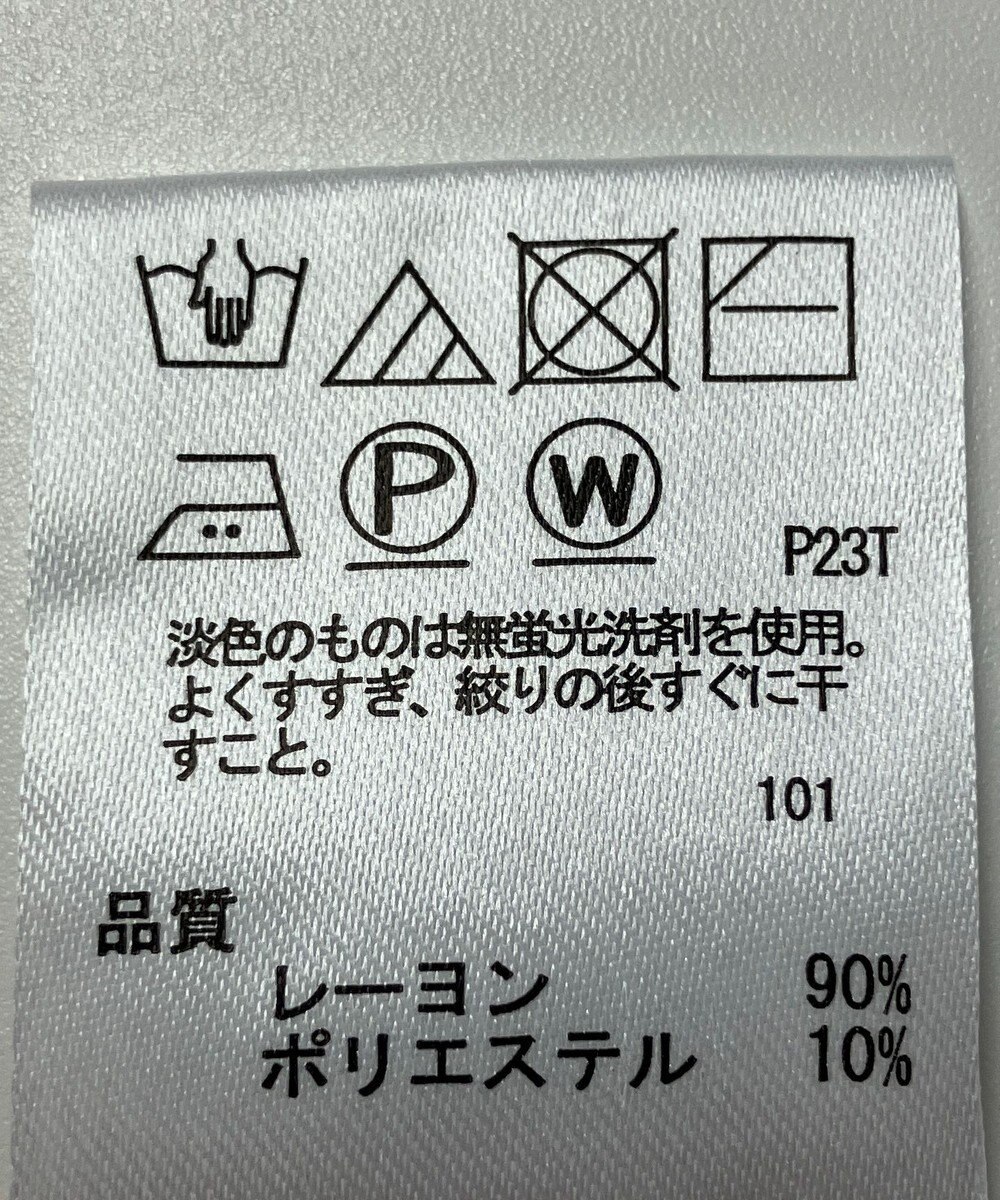 P
W
P23T
淡色のものは無蛍光洗剤を使用。
よくすすぎ、絞りの後すぐに干
すこと。
101
品質
レーヨン 90%
ポリエステル 10%